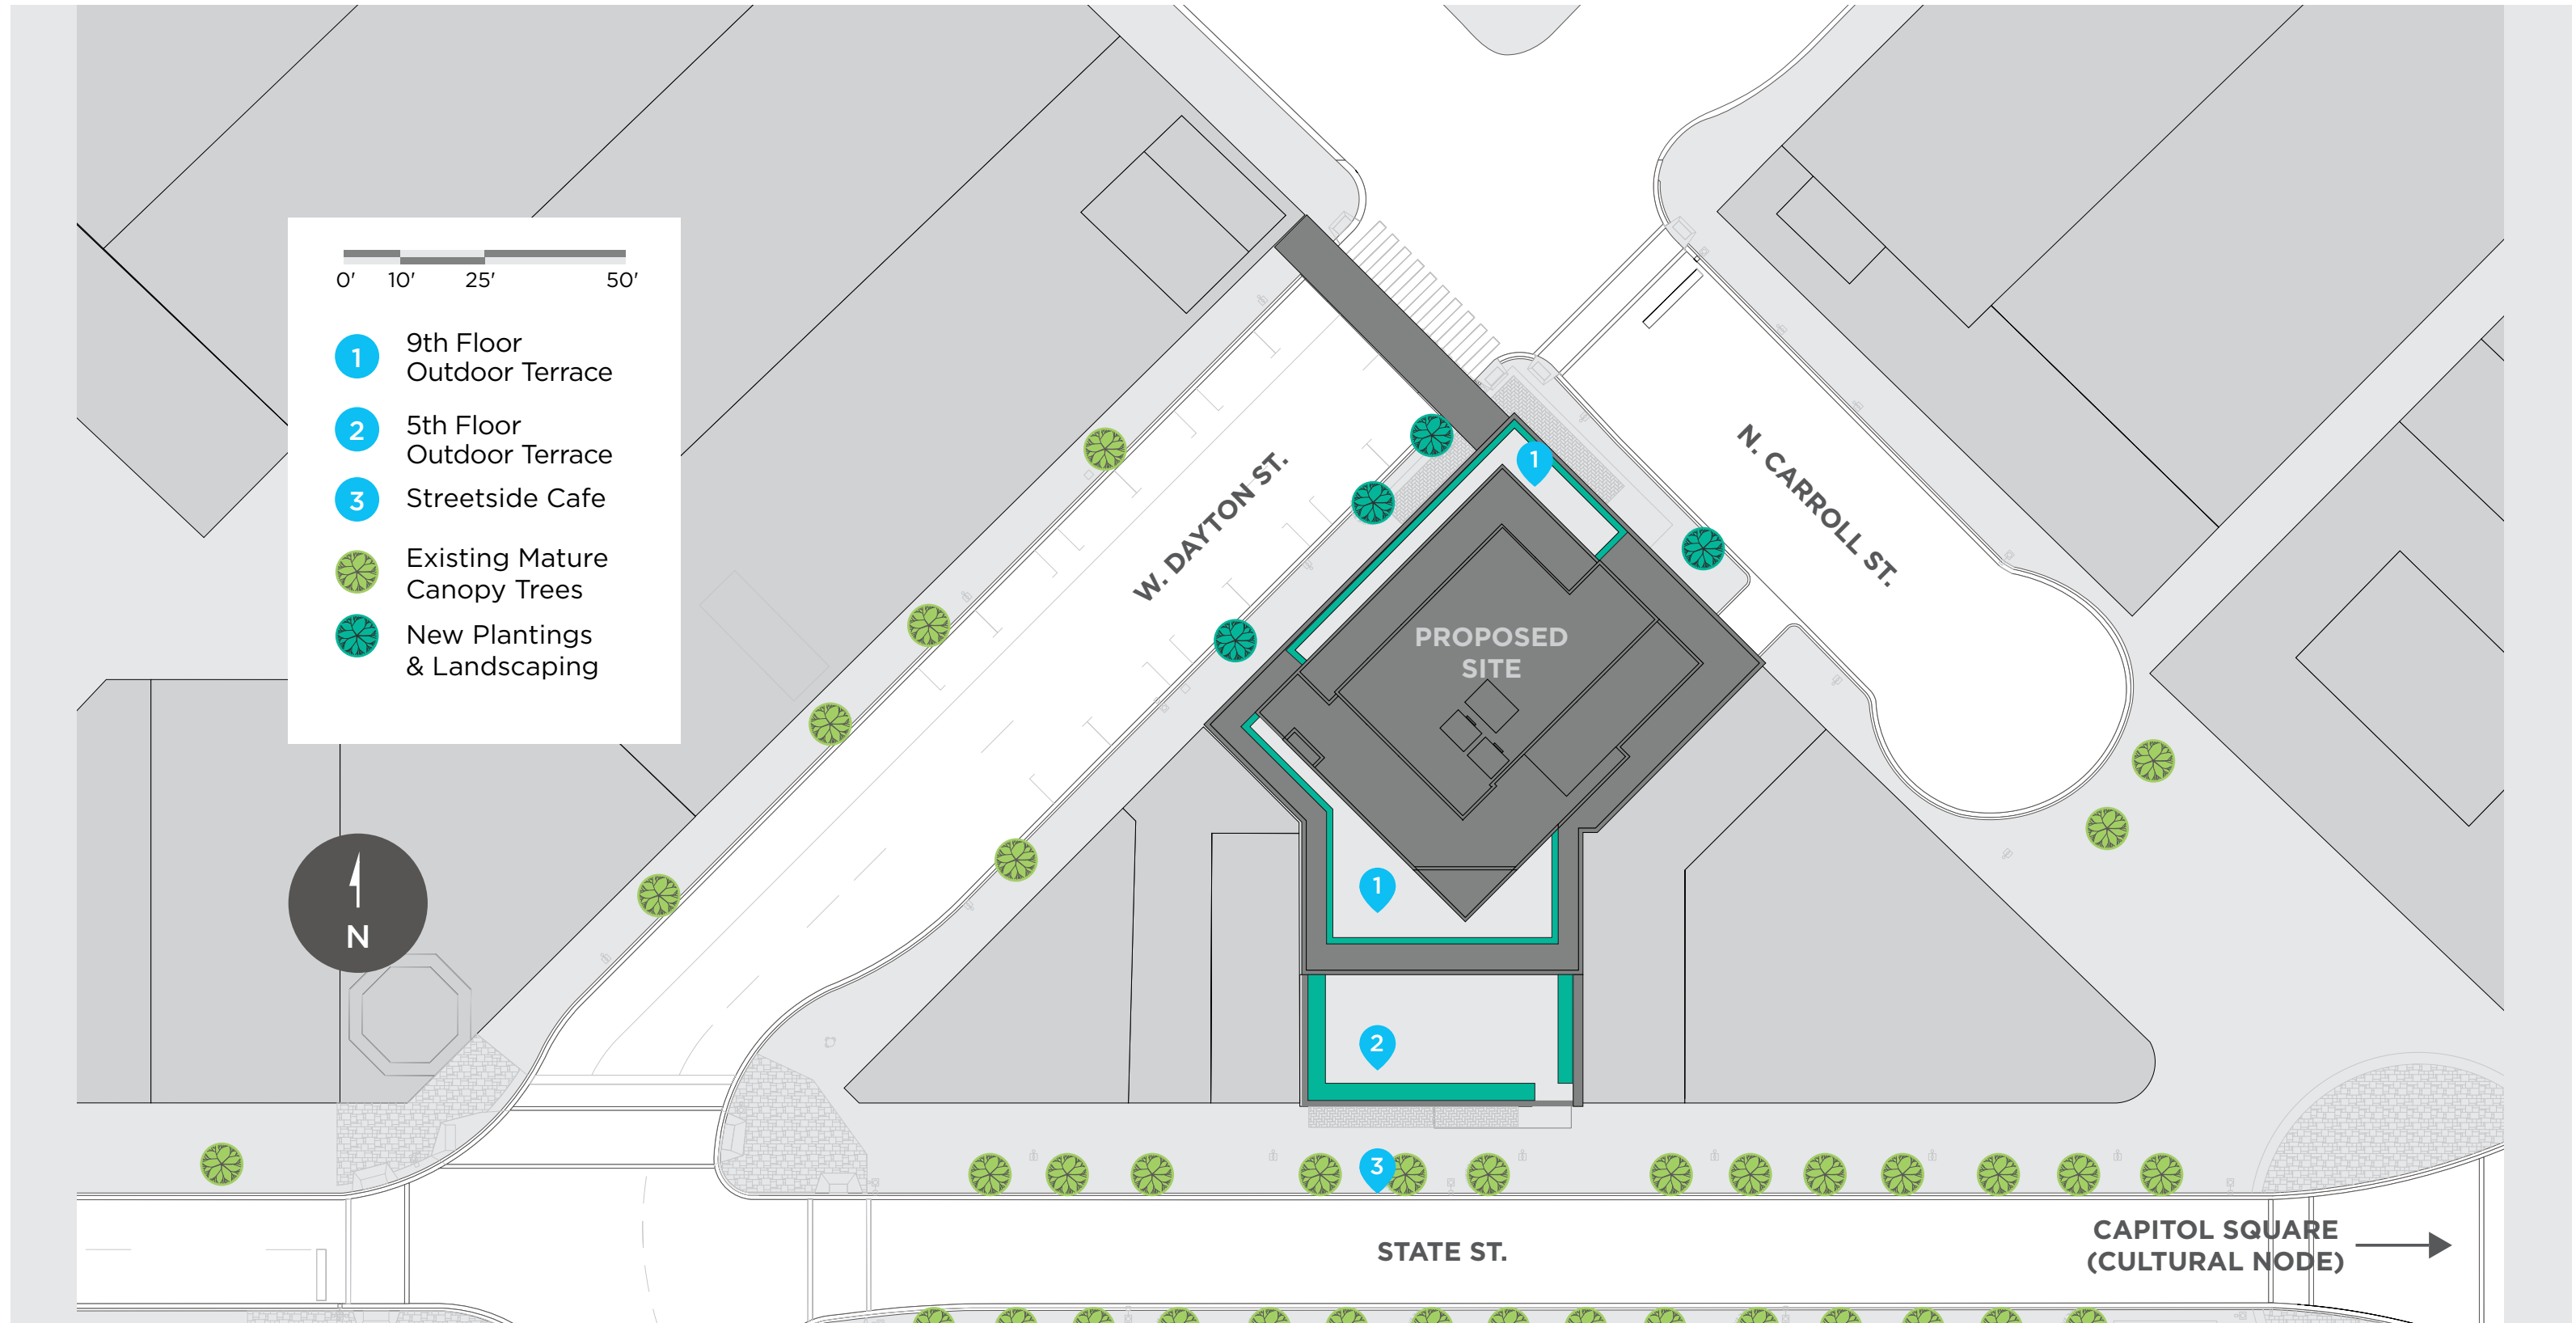 0' 10' 25' 50'
1 9th Floor
Outdoor Terrace
2 5th Floor
Outdoor Terrace
3 Streetside Cafe
Existing Mature
Canopy Trees
New Plantings
& Landscaping
N
W. DAYTON ST.
N. CARROLL ST.
1
PROPOSED
SITE
1
2
3
STATE ST.
CAPITOL SQUARE
(CULTURAL NODE)